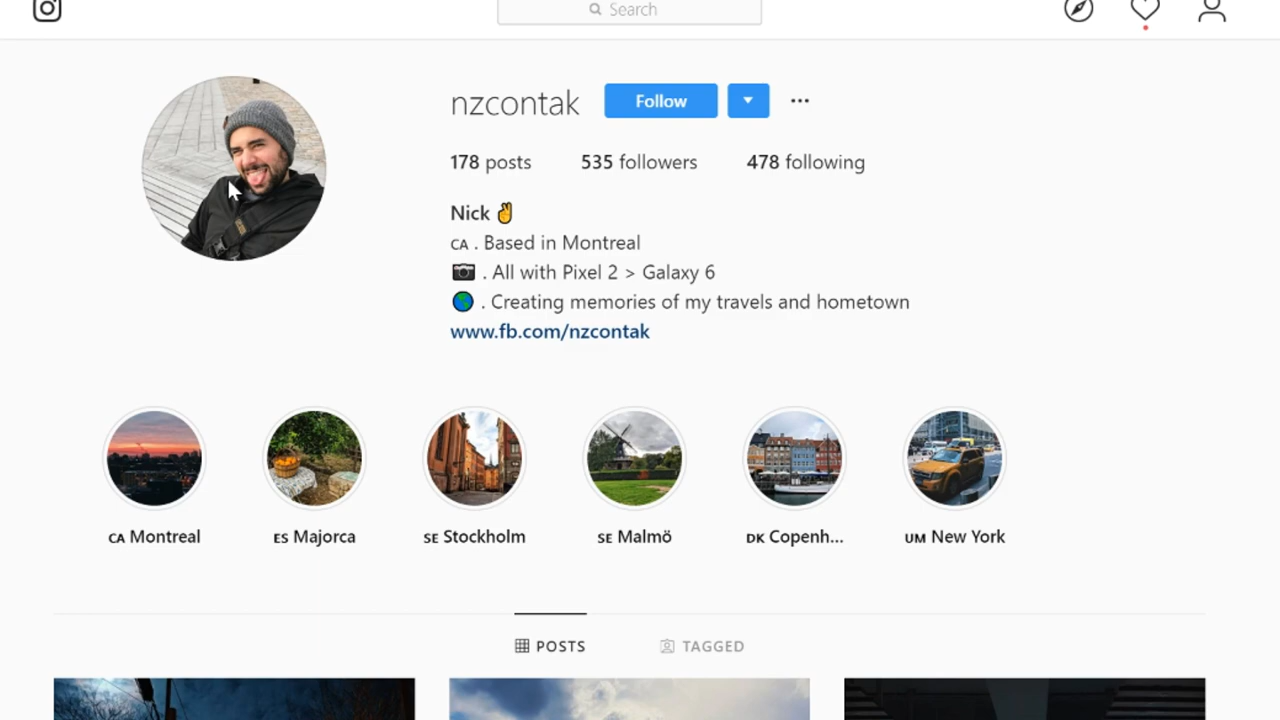 Search
nzcontak Follow
178 posts 535 followers 478 following
Nick ✌
CA . Based in Montreal
📷 . All with Pixel 2 > Galaxy 6
🌎 . Creating memories of my travels and hometown
www.fb.com/nzcontak
CA Montreal ES Majorca SE Stockholm SE Malmö DK Copenh... UM New York
POSTS TAGGED